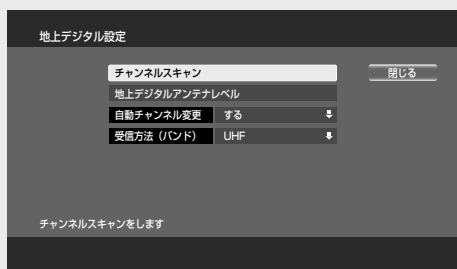 地上デジタル設定
チャンネルスキャン
閉じる
地上デジタルアンテナレベル
自動チャンネル変更 する
受信方法（バンド） UHF
チャンネルスキャンをします